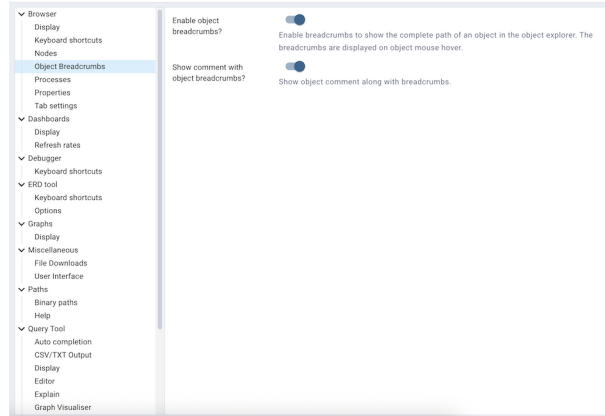 Browser
Display
Keyboard shortcuts
Nodes
Object Breadcrumbs
Processes
Properties
Tab settings
Dashboards
Display
Refresh rates
Debugger
Keyboard shortcuts
ERD tool
Keyboard shortcuts
Options
Graphs
Display
Miscellaneous
File Downloads
User Interface
Paths
Binary paths
Help
Query Tool
Auto completion
CSV/TXT Output
Display
Editor
Explain
Graph Visualiser
Enable object
breadcrumbs?
Enable breadcrumbs to show the complete path of an object in the object explorer. The
breadcrumbs are displayed on object mouse hover.
Show comment with
object breadcrumbs?
Show object comment along with breadcrumbs.